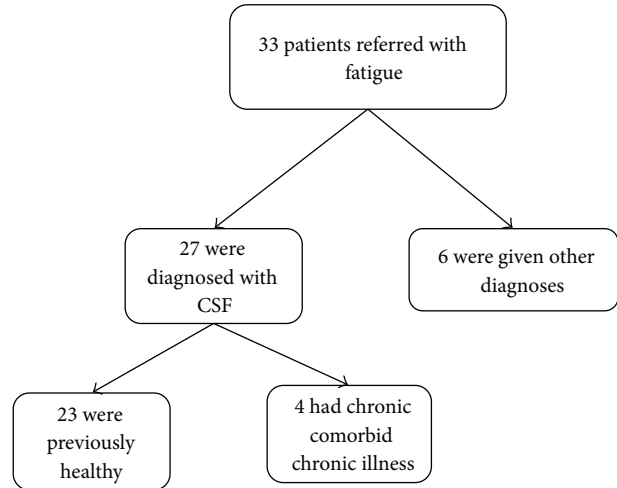 33 patients referred with
fatigue
27 were
diagnosed with
CSF
6 were given other
diagnoses
23 were
previously
healthy
4 had chronic
comorbid
chronic illness